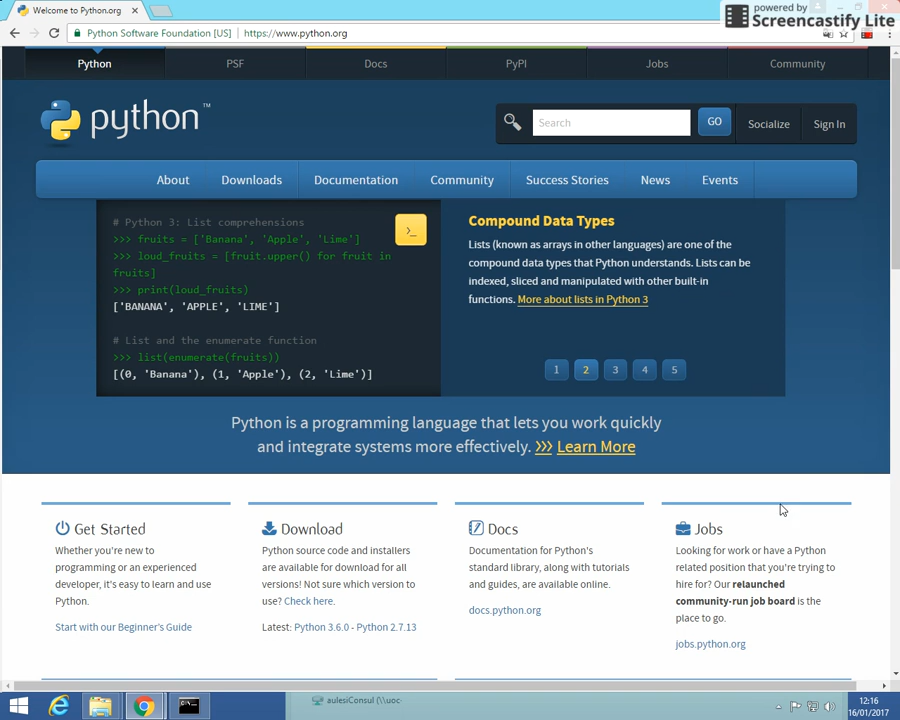 Welcome to Python.org
powered by
Screencastify Lite
Python Software Foundation [US] | https://www.python.org
Python PSF Docs PyPI Jobs Community
python™
Search GO Socialize Sign In
About Downloads Documentation Community Success Stories News Events
# Python 3: List comprehensions
>>> fruits = ['Banana', 'Apple', 'Lime']
>>> loud_fruits = [fruit.upper() for fruit in
fruits]
>>> print(loud_fruits)
['BANANA', 'APPLE', 'LIME']
# List and the enumerate function
>>> list(enumerate(fruits))
[(0, 'Banana'), (1, 'Apple'), (2, 'Lime')]
>_
Compound Data Types
Lists (known as arrays in other languages) are one of the
compound data types that Python understands. Lists can be
indexed, sliced and manipulated with other built-in
functions. More about lists in Python 3
1 2 3 4 5
Python is a programming language that lets you work quickly
and integrate systems more effectively. >>> Learn More
Get Started
Whether you're new to
programming or an experienced
developer, it's easy to learn and use
Python.
Start with our Beginner's Guide
Download
Python source code and installers
are available for download for all
versions! Not sure which version to
use? Check here.
Latest: Python 3.6.0 - Python 2.7.13
Docs
Documentation for Python's
standard library, along with tutorials
and guides, are available online.
docs.python.org
Jobs
Looking for work or have a Python
related position that you're trying to
hire for? Our relaunched
community-run job board is the
place to go.
jobs.python.org
aulesiConsul (\\uoc-
12:16
16/01/2017